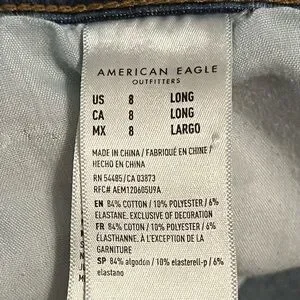 AMERICAN EAGLE
OUTFITTERS
US 8 LONG
CA 8 LONG
MX 8 LARGO
MADE IN CHINA / FABRIQUÉ EN CHINE /
HECHO EN CHINA
RN 54485/CA 03873
RFC# AEM120605U9A
EN 84% COTTON / 10% POLYESTER / 6%
ELASTANE. EXCLUSIVE OF DECORATION
FR 84% COTON / 10% POLYESTER / 6%
ÉLASTHANNE. À L'EXCEPTION DE LA
GARNITURE
SP 84% algodón / 10% elasterell-p / 6%
elastano